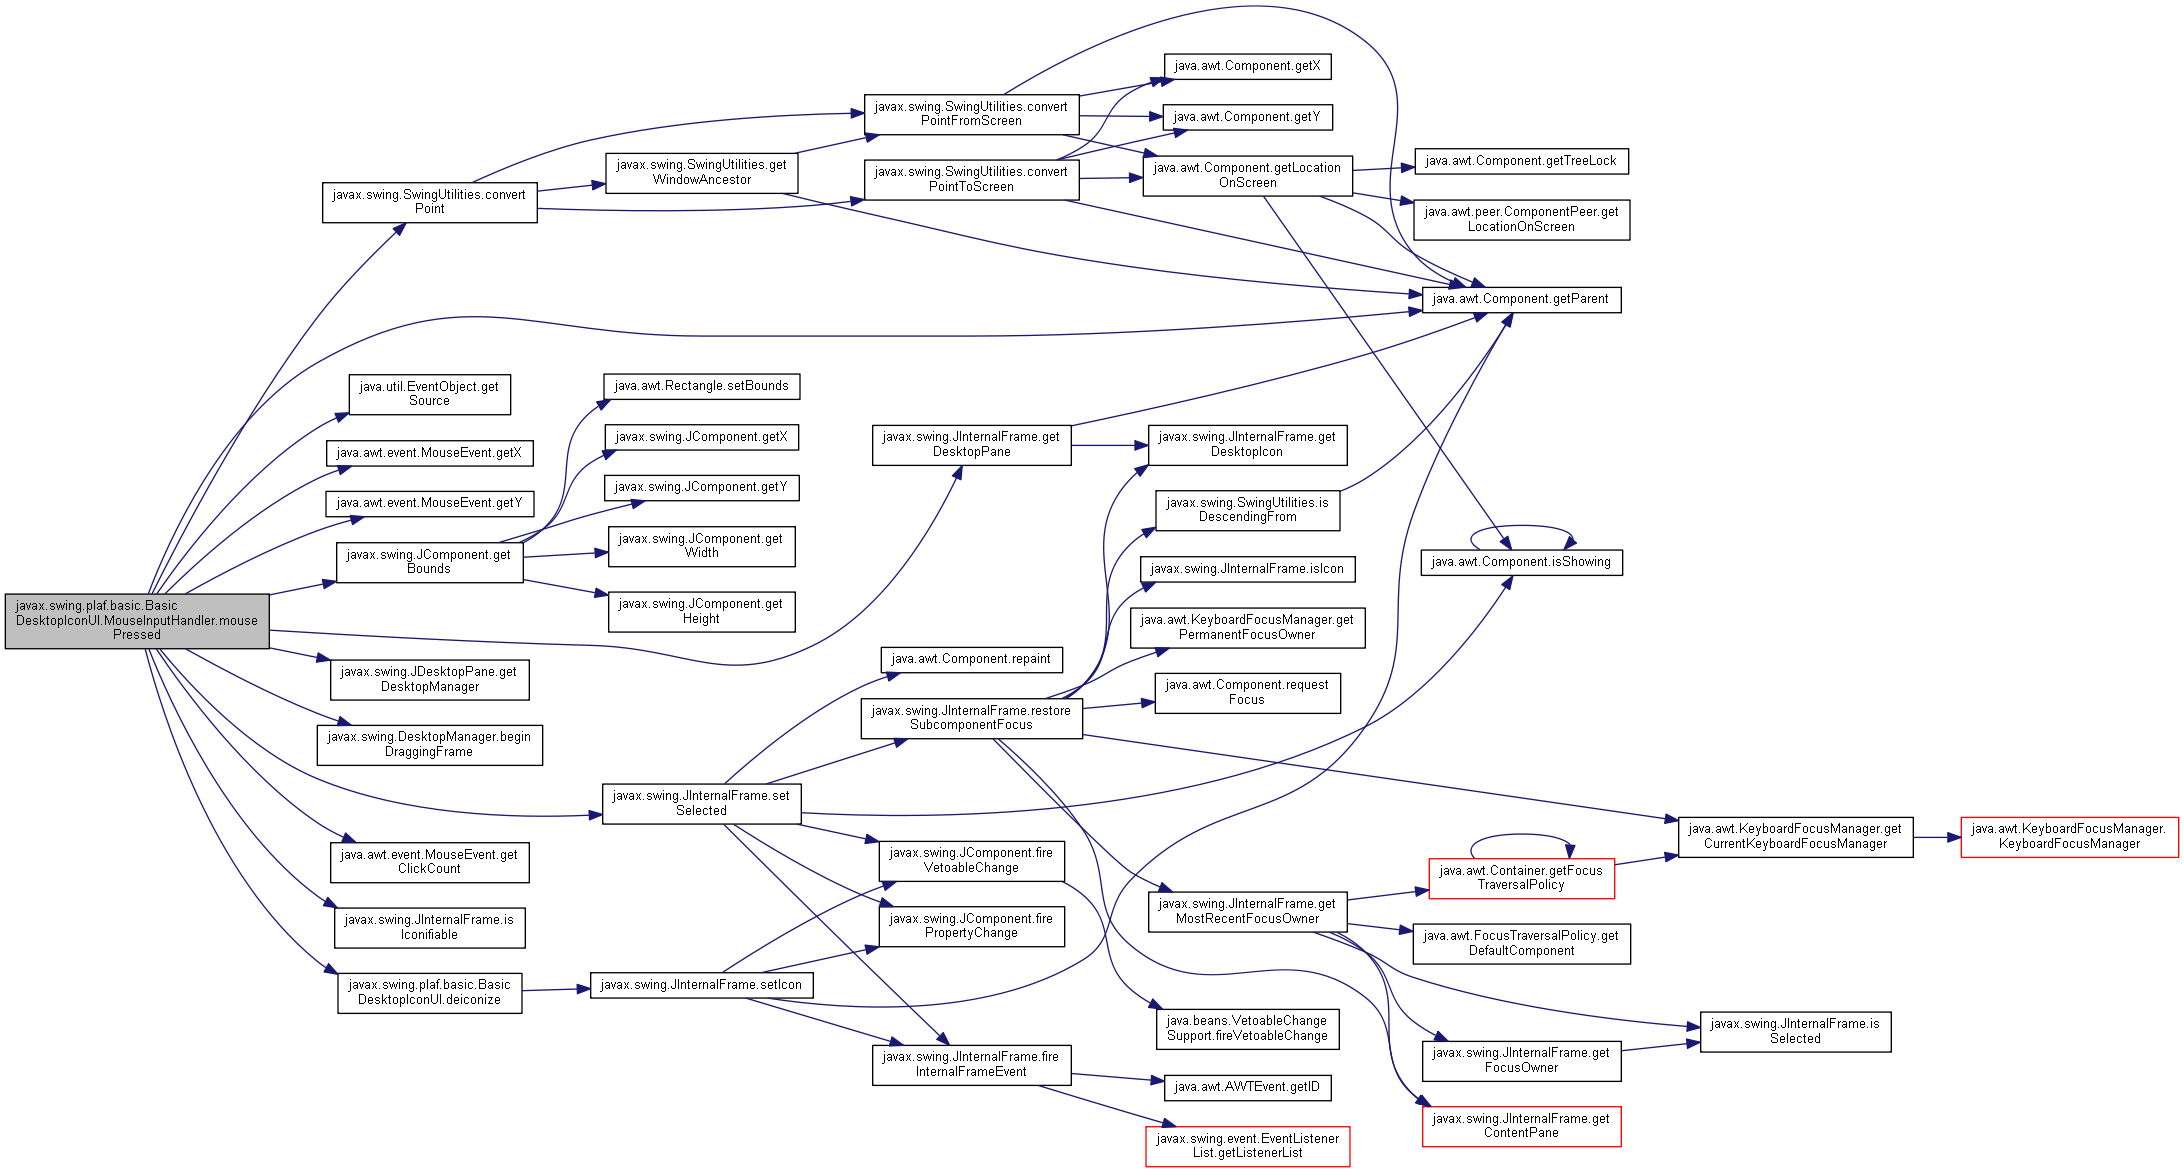 javax.swing.plaf.basic.Basic
DesktopIconUI.MouseInputHandler.mouse
Pressed
javax.swing.SwingUtilities.convert
Point
java.util.EventObject.get
Source
java.awt.event.MouseEvent.getX
java.awt.event.MouseEvent.getY
javax.swing.JComponent.get
Bounds
javax.swing.JDesktopPane.get
DesktopManager
javax.swing.DesktopManager.begin
DraggingFrame
java.awt.event.MouseEvent.get
ClickCount
javax.swing.JInternalFrame.is
Iconifiable
javax.swing.plaf.basic.Basic
DesktopIconUI.deiconize
javax.swing.SwingUtilities.get
WindowAncestor
java.awt.Rectangle.setBounds
javax.swing.JComponent.getX
javax.swing.JComponent.getY
javax.swing.JComponent.get
Width
javax.swing.JComponent.get
Height
javax.swing.JInternalFrame.set
Selected
javax.swing.JInternalFrame.setIcon
javax.swing.SwingUtilities.convert
PointFromScreen
javax.swing.SwingUtilities.convert
PointToScreen
javax.swing.JInternalFrame.get
DesktopPane
java.awt.Component.repaint
javax.swing.JInternalFrame.restore
SubcomponentFocus
javax.swing.JComponent.fire
VetoableChange
javax.swing.JComponent.fire
PropertyChange
javax.swing.JInternalFrame.fire
InternalFrameEvent
java.awt.Component.getX
java.awt.Component.getY
java.awt.Component.getLocation
OnScreen
javax.swing.JInternalFrame.get
DesktopIcon
javax.swing.SwingUtilities.is
DescendingFrom
javax.swing.JInternalFrame.isIcon
java.awt.KeyboardFocusManager.get
PermanentFocusOwner
java.awt.Component.request
Focus
javax.swing.JInternalFrame.get
MostRecentFocusOwner
java.beans.VetoableChange
Support.fireVetoableChange
java.awt.AWTEvent.getID
javax.swing.event.EventListener
List.getListenerList
java.awt.Component.getTreeLock
java.awt.peer.ComponentPeer.get
LocationOnScreen
java.awt.Component.getParent
java.awt.Component.isShowing
java.awt.Container.getFocus
TraversalPolicy
java.awt.FocusTraversalPolicy.get
DefaultComponent
javax.swing.JInternalFrame.get
FocusOwner
javax.swing.JInternalFrame.get
ContentPane
java.awt.KeyboardFocusManager.get
CurrentKeyboardFocusManager
javax.swing.JInternalFrame.is
Selected
java.awt.KeyboardFocusManager.
KeyboardFocusManager